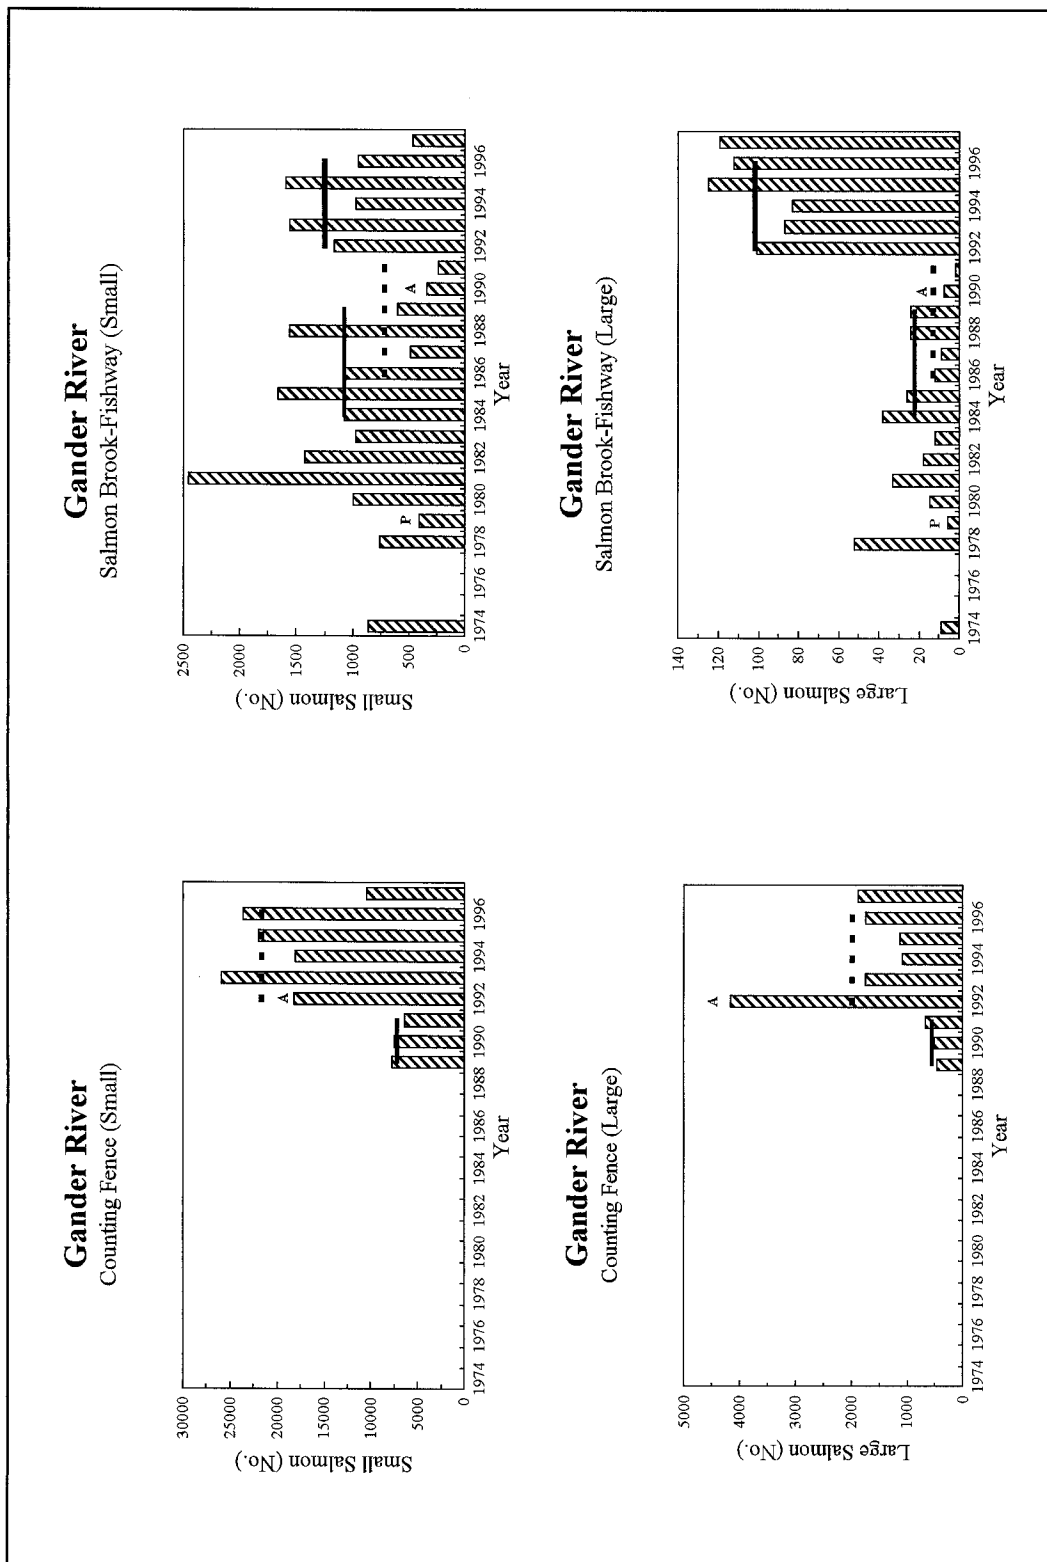 Gander River
Counting Fence (Small)
Small Salmon (No.)
30000
25000
20000
15000
10000
5000
0
A
1974 1976 1978 1980 1982 1984 1986 1988 1990 1992 1994 1996
Year
Gander River
Salmon Brook-Fishway (Small)
Small Salmon (No.)
2500
2000
1500
1000
500
0
P
A
1974 1976 1978 1980 1982 1984 1986 1988 1990 1992 1994 1996
Year
Gander River
Counting Fence (Large)
Large Salmon (No.)
5000
4000
3000
2000
1000
0
A
1974 1976 1978 1980 1982 1984 1986 1988 1990 1992 1994 1996
Year
Gander River
Salmon Brook-Fishway (Large)
Large Salmon (No.)
140
120
100
80
60
40
20
0
P
A
1974 1976 1978 1980 1982 1984 1986 1988 1990 1992 1994 1996
Year